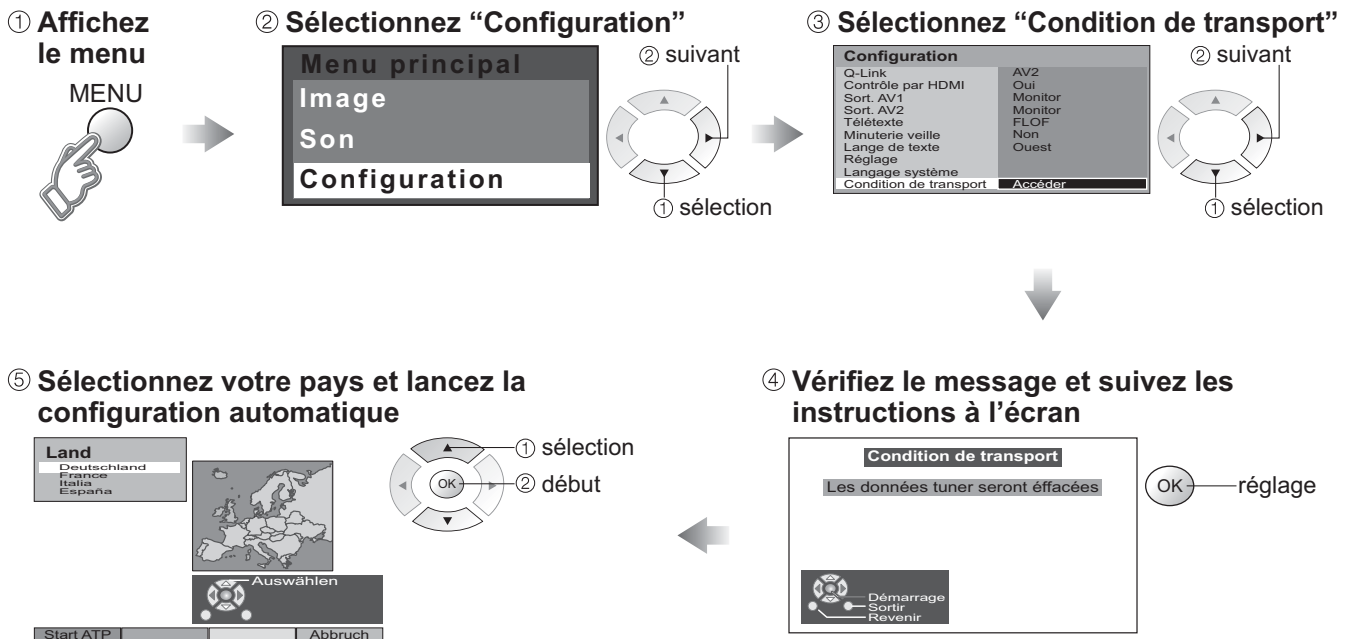 ① Affichez
le menu
MENU
② Sélectionnez “Configuration”
Menu principal
Image
Son
Configuration
② suivant
① sélection
③ Sélectionnez “Condition de transport”
Configuration
Q-Link AV2
Contrôle par HDMI Oui
Sort. AV1 Monitor
Sort. AV2 Monitor
Télétexte FLOF
Minuterie veille Non
Lange de texte Ouest
Réglage
Langage système
Condition de transport Accéder
② suivant
① sélection
④ Vérifiez le message et suivez les
instructions à l’écran
Condition de transport
Les données tuner seront éffacées
Démarrage
Sortir
Revenir
OK réglage
⑤ Sélectionnez votre pays et lancez la
configuration automatique
Land
Deutschland
France
Italia
España
Auswählen
Start ATP Abbruch
① sélection
OK ② début